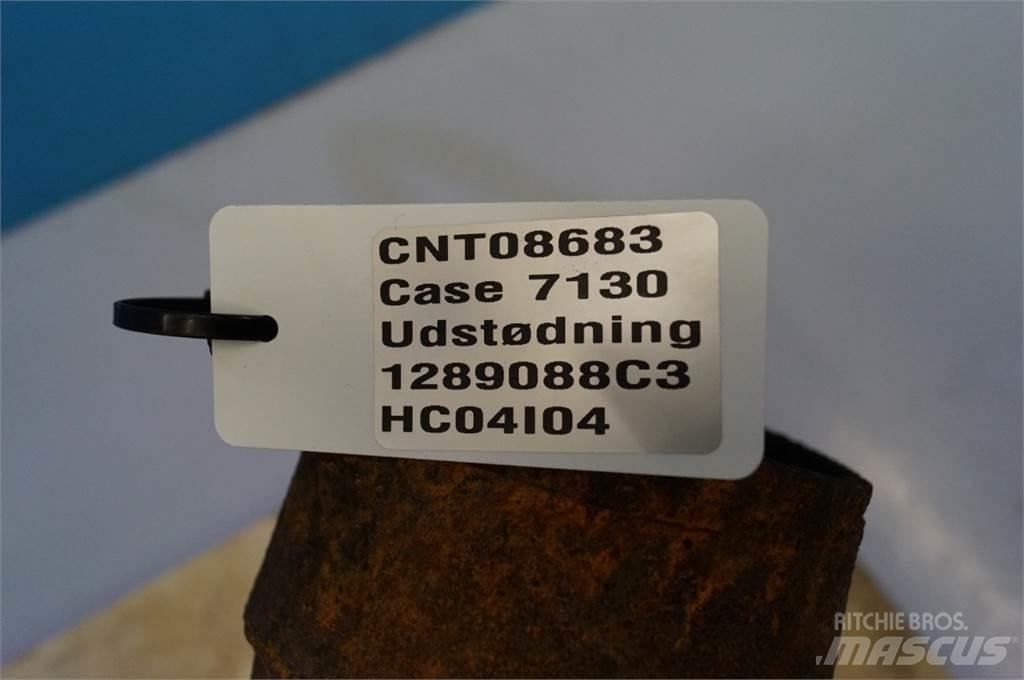 CNT08683
Case 7130
Udstødning
1289088C3
HC04I04
RITCHIE BROS.
MASCUS